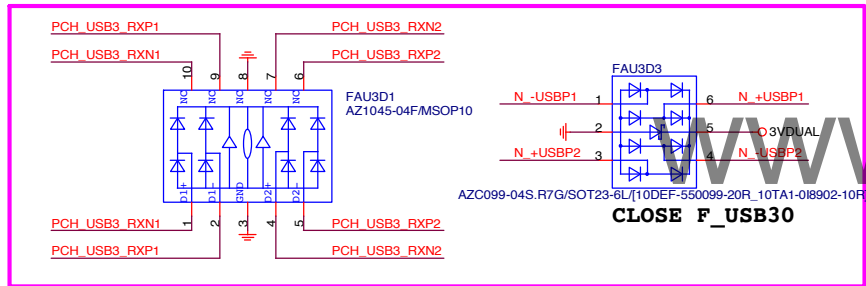 PCH_USB3_RXP1
PCH_USB3_RXN2
PCH_USB3_RXN1
PCH_USB3_RXP2
10 9 8 7 6
NC NC NC NC
FAU3D1
AZ1045-04F/MSOP10
D1+ D1- GND D2+ D2-
1 2 3 4 5
PCH_USB3_RXN1
PCH_USB3_RXP2
PCH_USB3_RXP1
PCH_USB3_RXN2
FAU3D3
N_-USBP1 1 6 N_+USBP1
2 5 3VDUAL
N_+USBP2 3 4 N_-USBP2
WWW
AZC099-04S.R7G/SOT23-6L/[10DEF-550099-20R_10TA1-0I8902-10R
CLOSE F_USB30